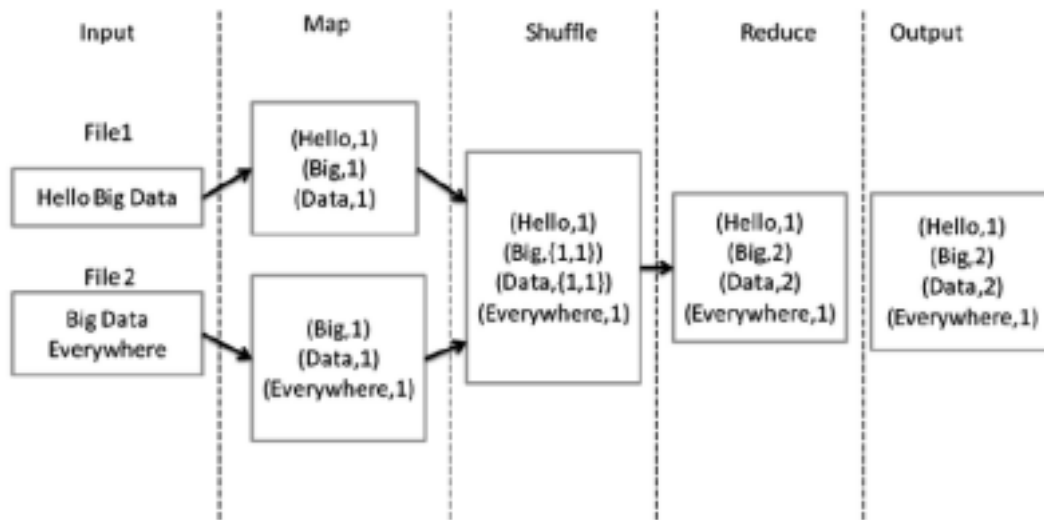 Input
Map
Shuffle
Reduce
Output
File1
Hello Big Data
File 2
Big Data
Everywhere
(Hello,1)
(Big,1)
(Data,1)
(Big,1)
(Data,1)
(Everywhere,1)
(Hello,1)
(Big,{1,1})
(Data,{1,1})
(Everywhere,1)
(Hello,1)
(Big,2)
(Data,2)
(Everywhere,1)
(Hello,1)
(Big,2)
(Data,2)
(Everywhere,1)